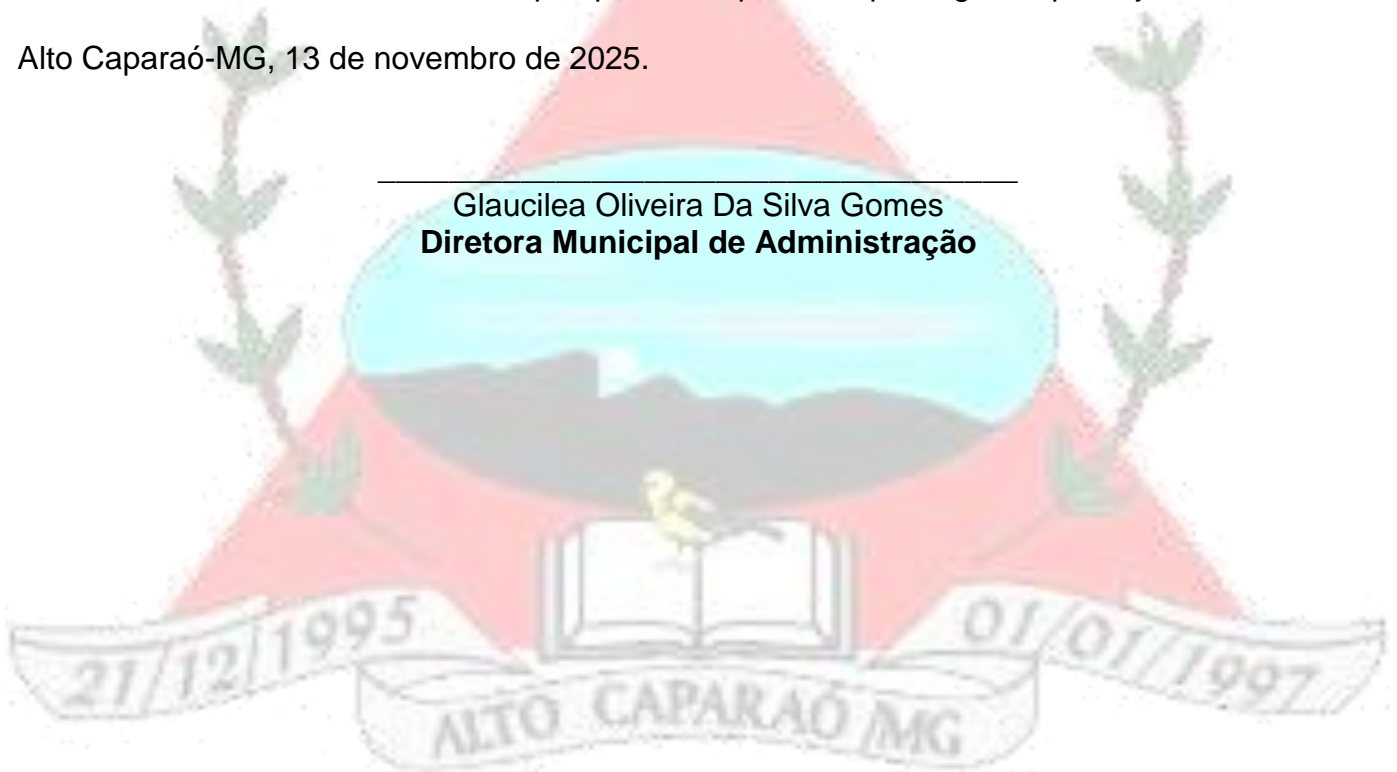 Alto Caparaó-MG, 13 de novembro de 2025.
____________________________________
Glaucilea Oliveira Da Silva Gomes
Diretora Municipal de Administração
21/12/1995
01/01/1997
ALTO CAPARAÓ MG